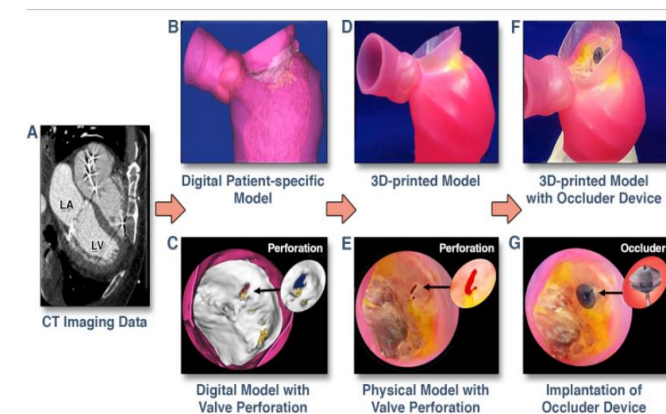 A
LA
LV
CT Imaging Data
B
Digital Patient-specific
Model
C
Perforation
Digital Model with
Valve Perforation
D
3D-printed Model
E
Perforation
Physical Model with
Valve Perforation
F
3D-printed Model
with Occluder Device
G
Occluder
Implantation of
Occluder Device